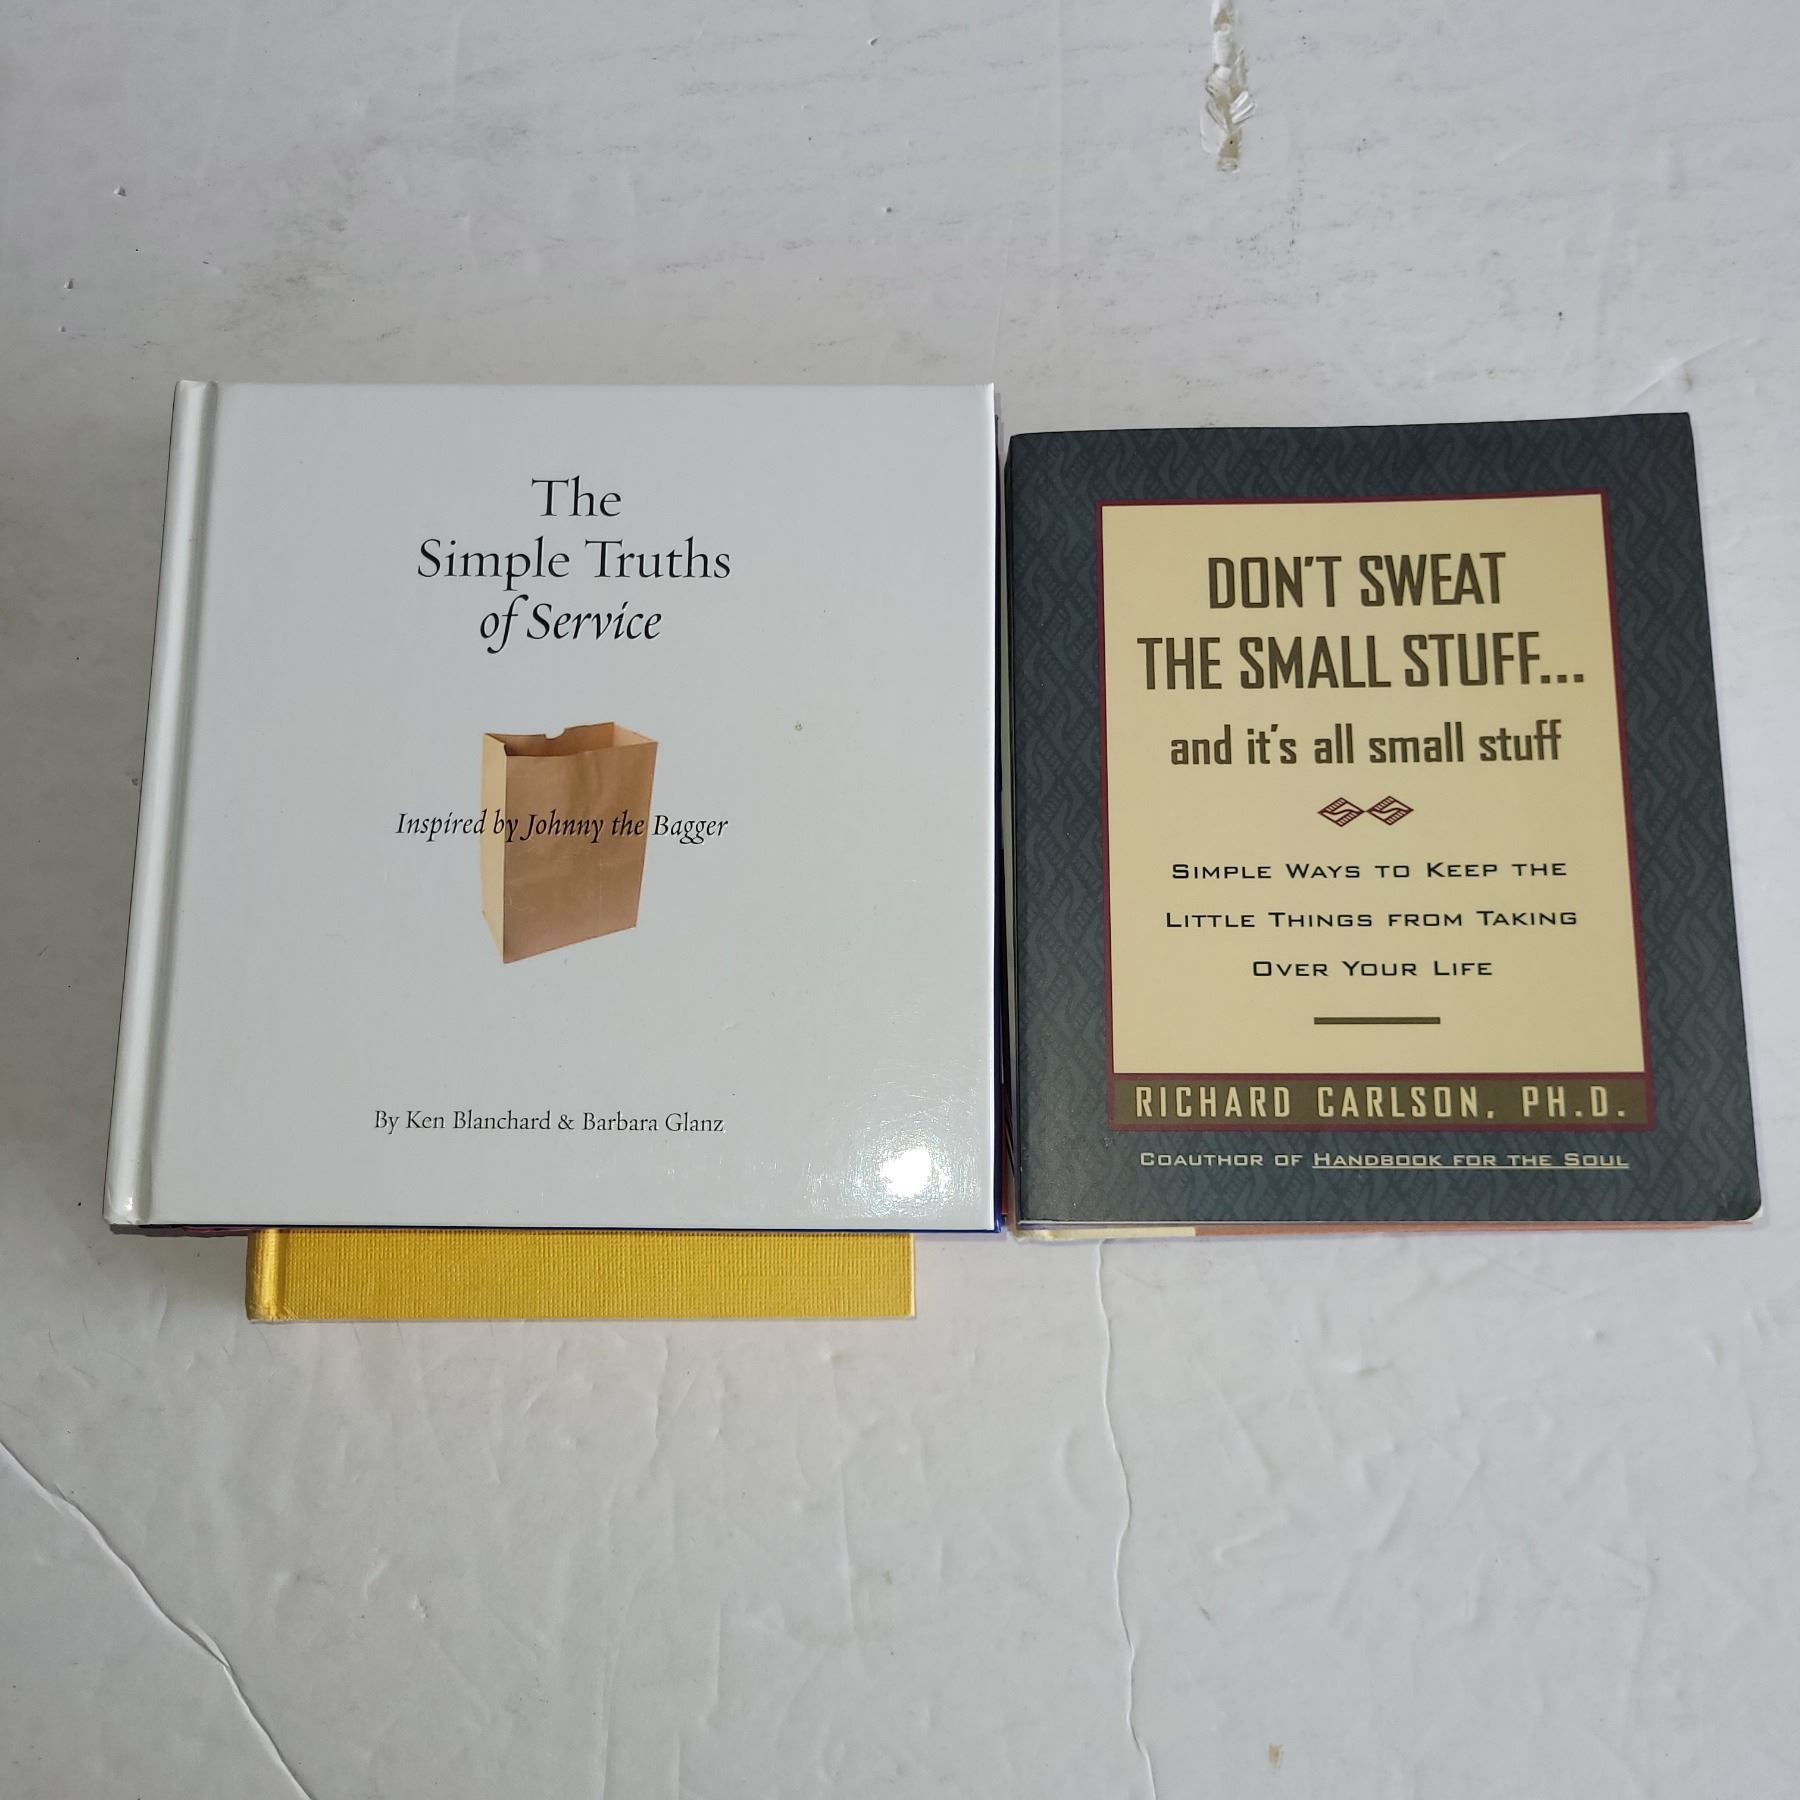 The
Simple Truths
of Service
Inspired by Johnny the Bagger
By Ken Blanchard & Barbara Glanz
DON'T SWEAT
THE SMALL STUFF...
and it's all small stuff
SIMPLE WAYS TO KEEP THE
LITTLE THINGS FROM TAKING
OVER YOUR LIFE
RICHARD CARLSON, PH.D.
COAUTHOR OF HANDBOOK FOR THE SOUL